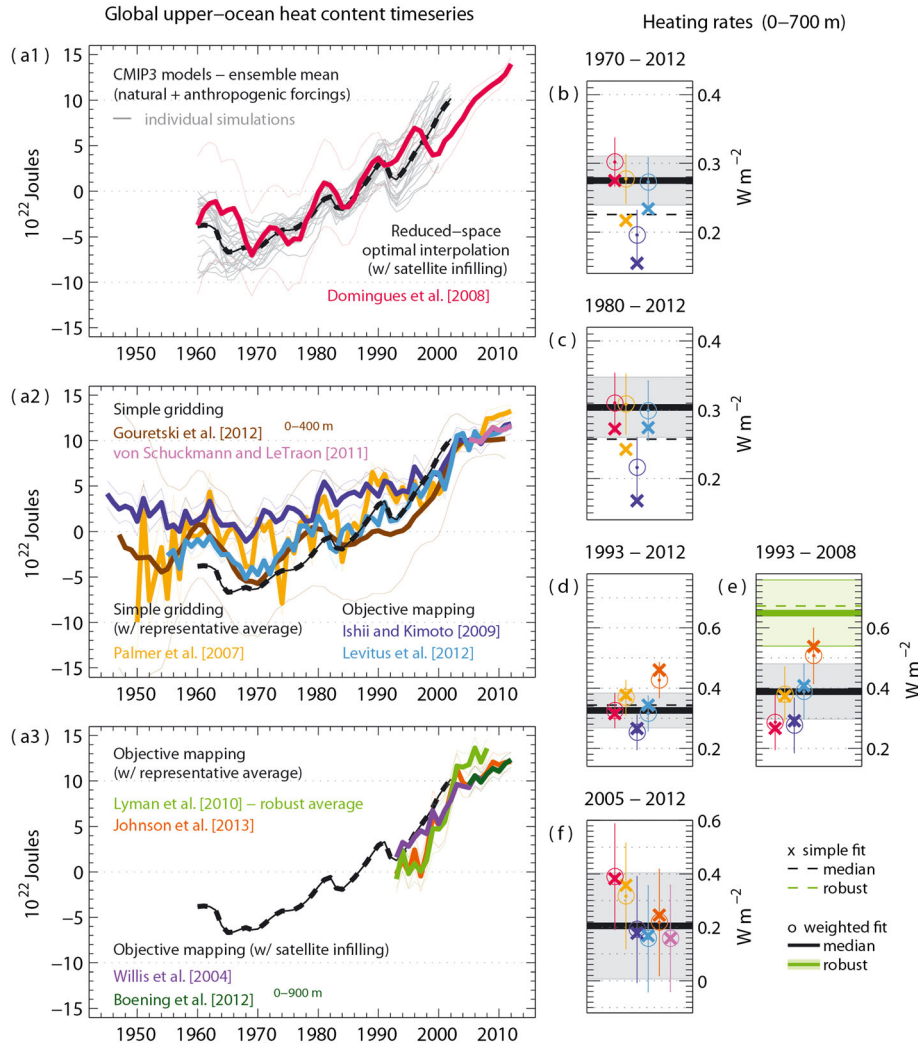 Global upper−ocean heat content timeseries
Heating rates (0−700 m)
(a1)
15
10
5
0
−5
−10
−15
10^22 Joules
CMIP3 models − ensemble mean
(natural + anthropogenic forcings)
individual simulations
Reduced−space
optimal interpolation
(w/ satellite infilling)
Domingues et al. [2008]
1950 1960 1970 1980 1990 2000 2010
(a2)
15
10
5
0
−5
−10
−15
10^22 Joules
Simple gridding
Gouretski et al. [2012] 0−400 m
von Schuckmann and LeTraon [2011]
Simple gridding
(w/ representative average)
Palmer et al. [2007]
Objective mapping
Ishii and Kimoto [2009]
Levitus et al. [2012]
1950 1960 1970 1980 1990 2000 2010
(a3)
15
10
5
0
−5
−10
−15
10^22 Joules
Objective mapping
(w/ representative average)
Lyman et al. [2010] − robust average
Johnson et al. [2013]
Objective mapping (w/ satellite infilling)
Willis et al. [2004]
Boening et al. [2012] 0−900 m
1950 1960 1970 1980 1990 2000 2010
1970 − 2012
(b)
0.4
0.3
0.2
W m−2
1980 − 2012
(c)
0.4
0.3
0.2
W m−2
1993 − 2012
(d)
0.6
0.4
0.2
W m−2
1993 − 2008
(e)
0.6
0.4
0.2
W m−2
2005 − 2012
(f)
0.6
0.4
0.2
0
W m−2
x simple fit
median
robust
o weighted fit
median
robust